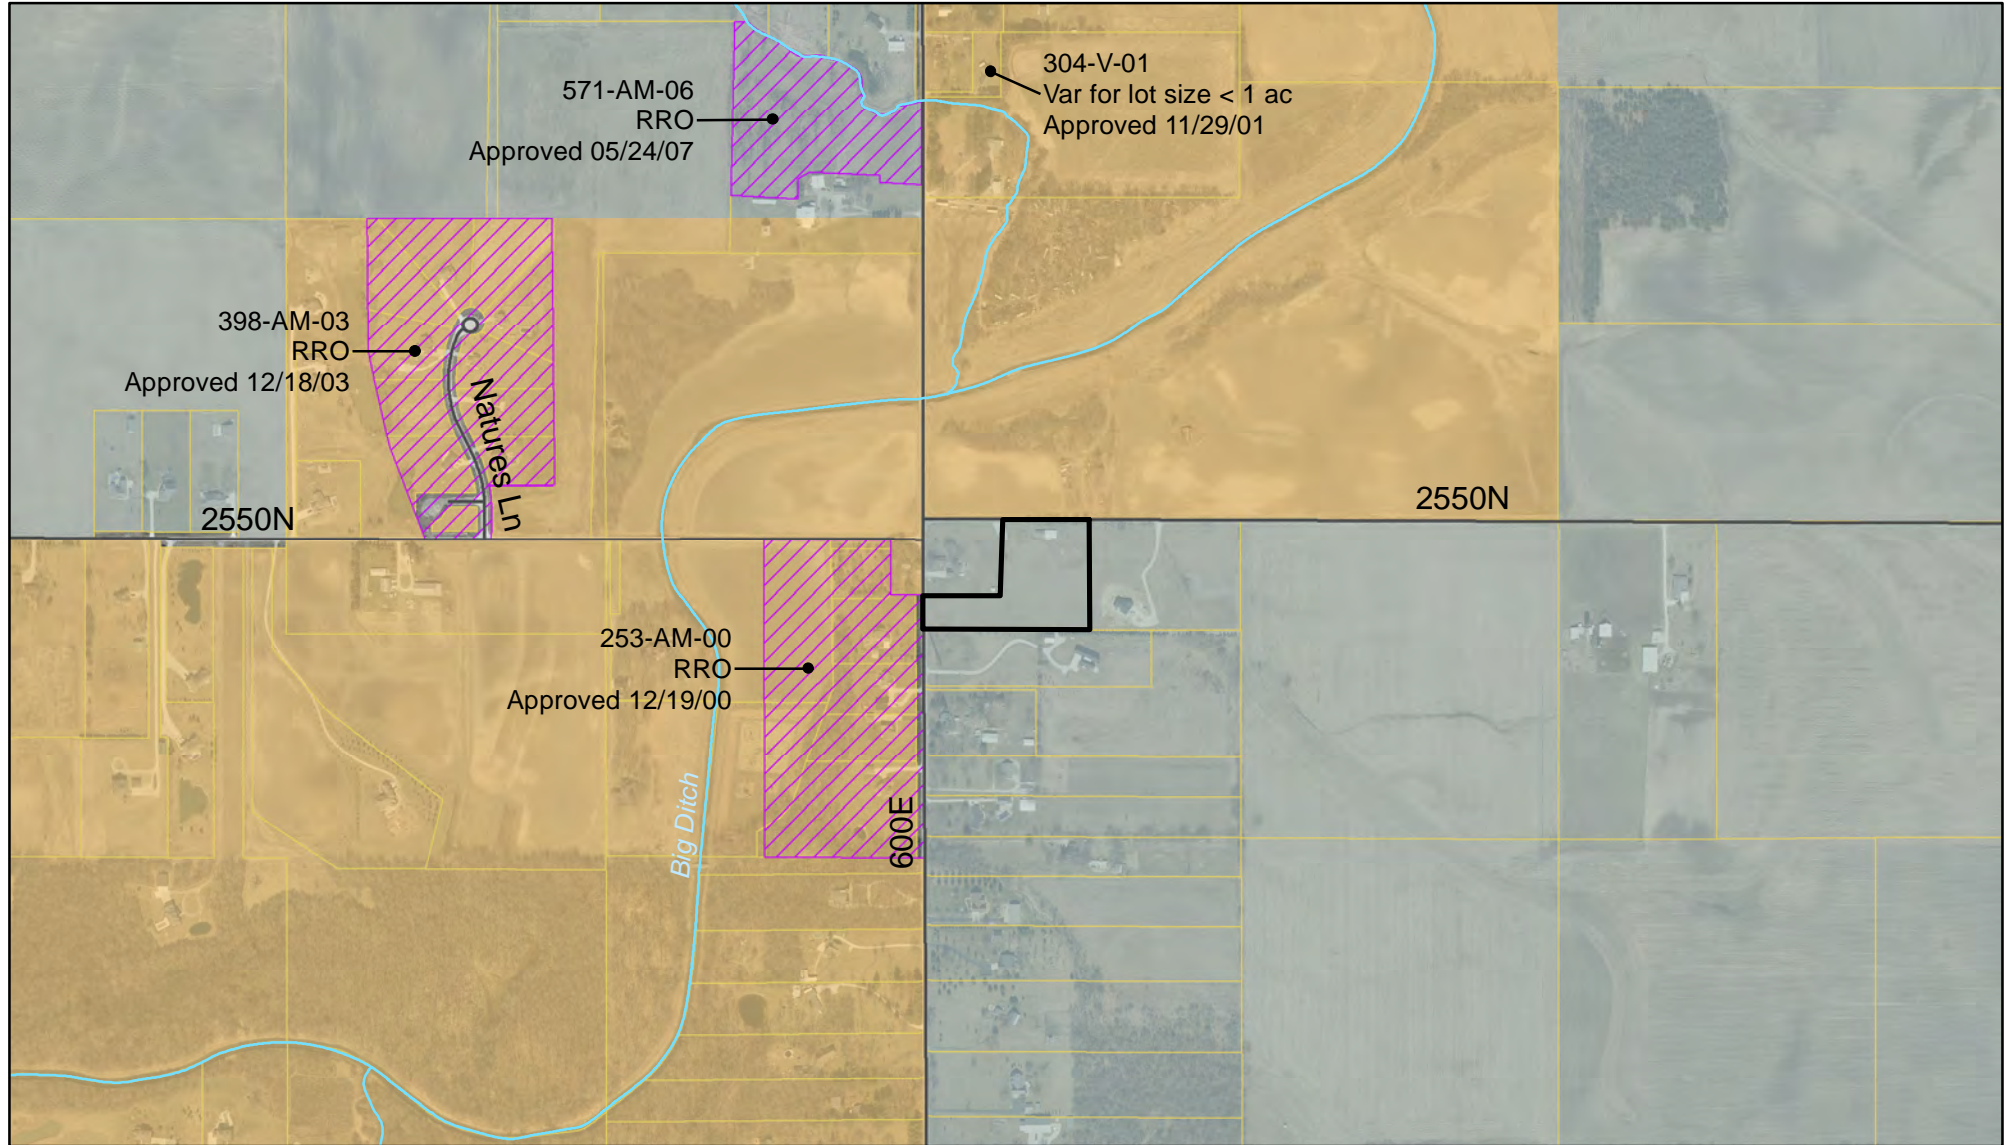 304-V-01
Var for lot size < 1 ac
Approved 11/29/01
571-AM-06
RRO
Approved 05/24/07
398-AM-03
RRO
Approved 12/18/03
Natures Ln
2550N
2550N
253-AM-00
RRO
Approved 12/19/00
Big Ditch
600E